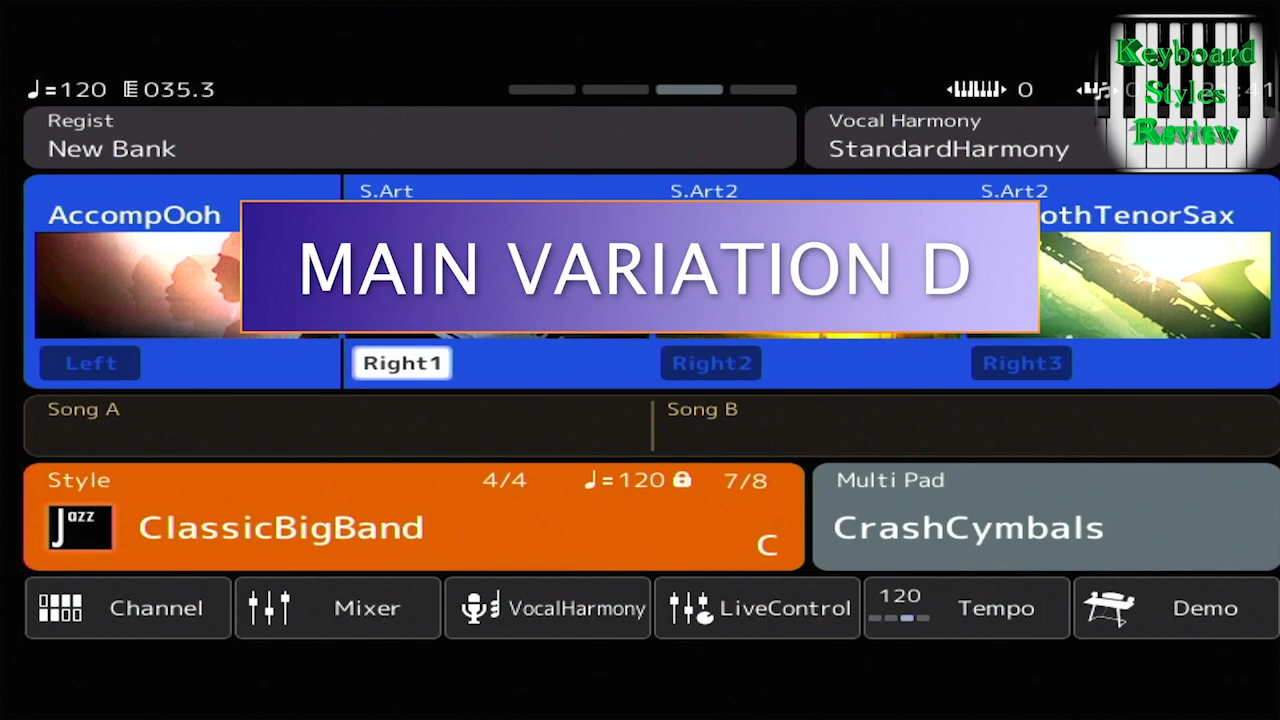 =120 035.3
0
:41
Keyboard
Styles
Review
Regist
New Bank
Vocal Harmony
StandardHarmony
AccompOoh
S.Art
S.Art2
S.Art2
othTenorSax
MAIN VARIATION D
Left
Right1
Right2
Right3
Song A
Song B
Style
4/4
=120
7/8
Jazz
ClassicBigBand
C
Multi Pad
CrashCymbals
Channel
Mixer
VocalHarmony
LiveControl
120
Tempo
Demo